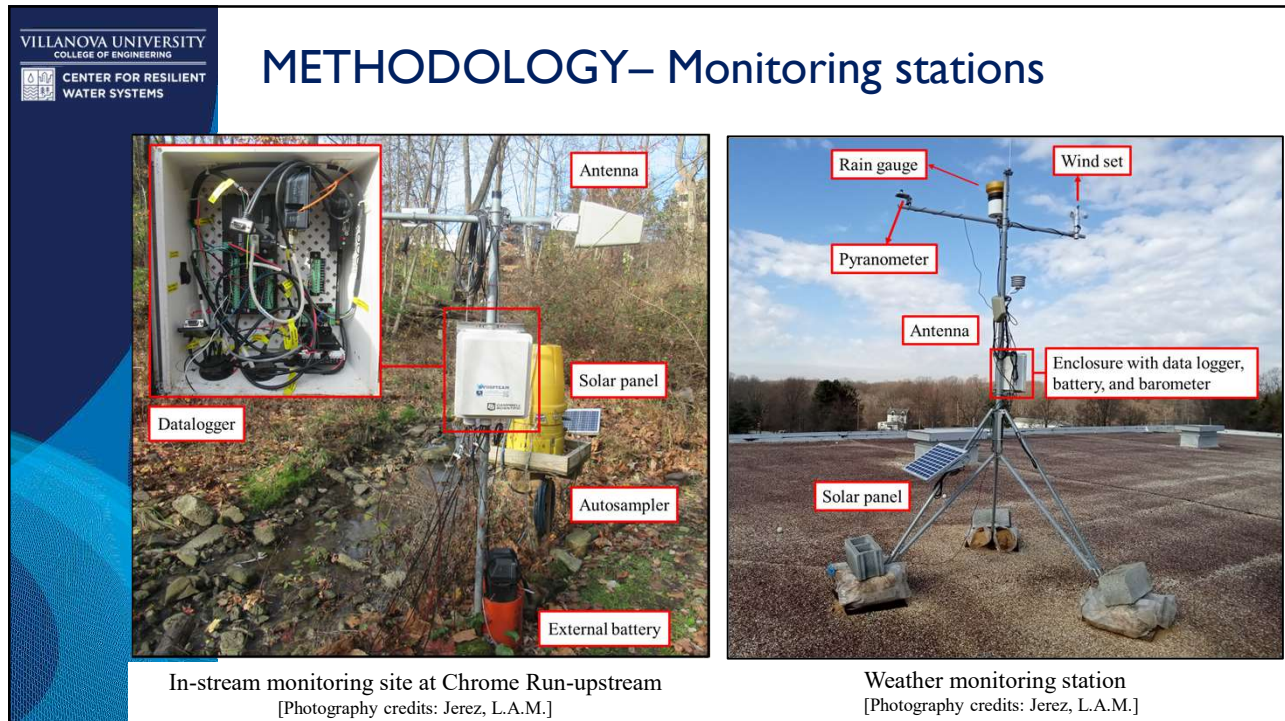 VILLANOVA UNIVERSITY
COLLEGE OF ENGINEERING
CENTER FOR RESILIENT
WATER SYSTEMS
METHODOLOGY– Monitoring stations
Antenna
Datalogger
Solar panel
Autosampler
External battery
CAMPBELL
SCIENTIFIC
In-stream monitoring site at Chrome Run-upstream
[Photography credits: Jerez, L.A.M.]
Rain gauge
Wind set
Pyranometer
Antenna
Enclosure with data logger,
battery, and barometer
Solar panel
Weather monitoring station
[Photography credits: Jerez, L.A.M.]